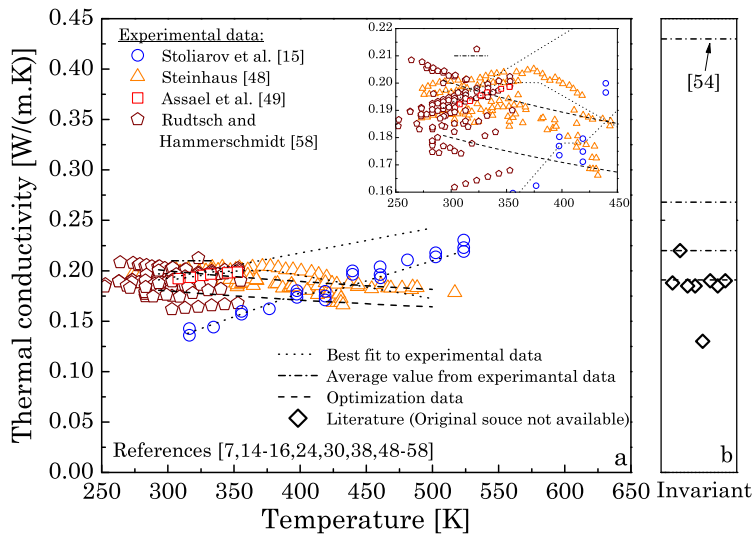 Thermal conductivity [W/(m.K)]
0.45
0.40
0.35
0.30
0.25
0.20
0.15
0.10
0.05
0.00
Experimental data:
Stoliarov et al. [15]
Steinhaus [48]
Assael et al. [49]
Rudtsch and
Hammerschmidt [58]
0.22
0.21
0.20
0.19
0.18
0.17
0.16
250 300 350 400 450
[54]
Best fit to experimental data
Average value from experimantal data
Optimization data
Literature (Original souce not available)
References [7,14-16,24,30,38,48-58]
a
b
250 300 350 400 450 500 550 600 650
Invariant
Temperature [K]